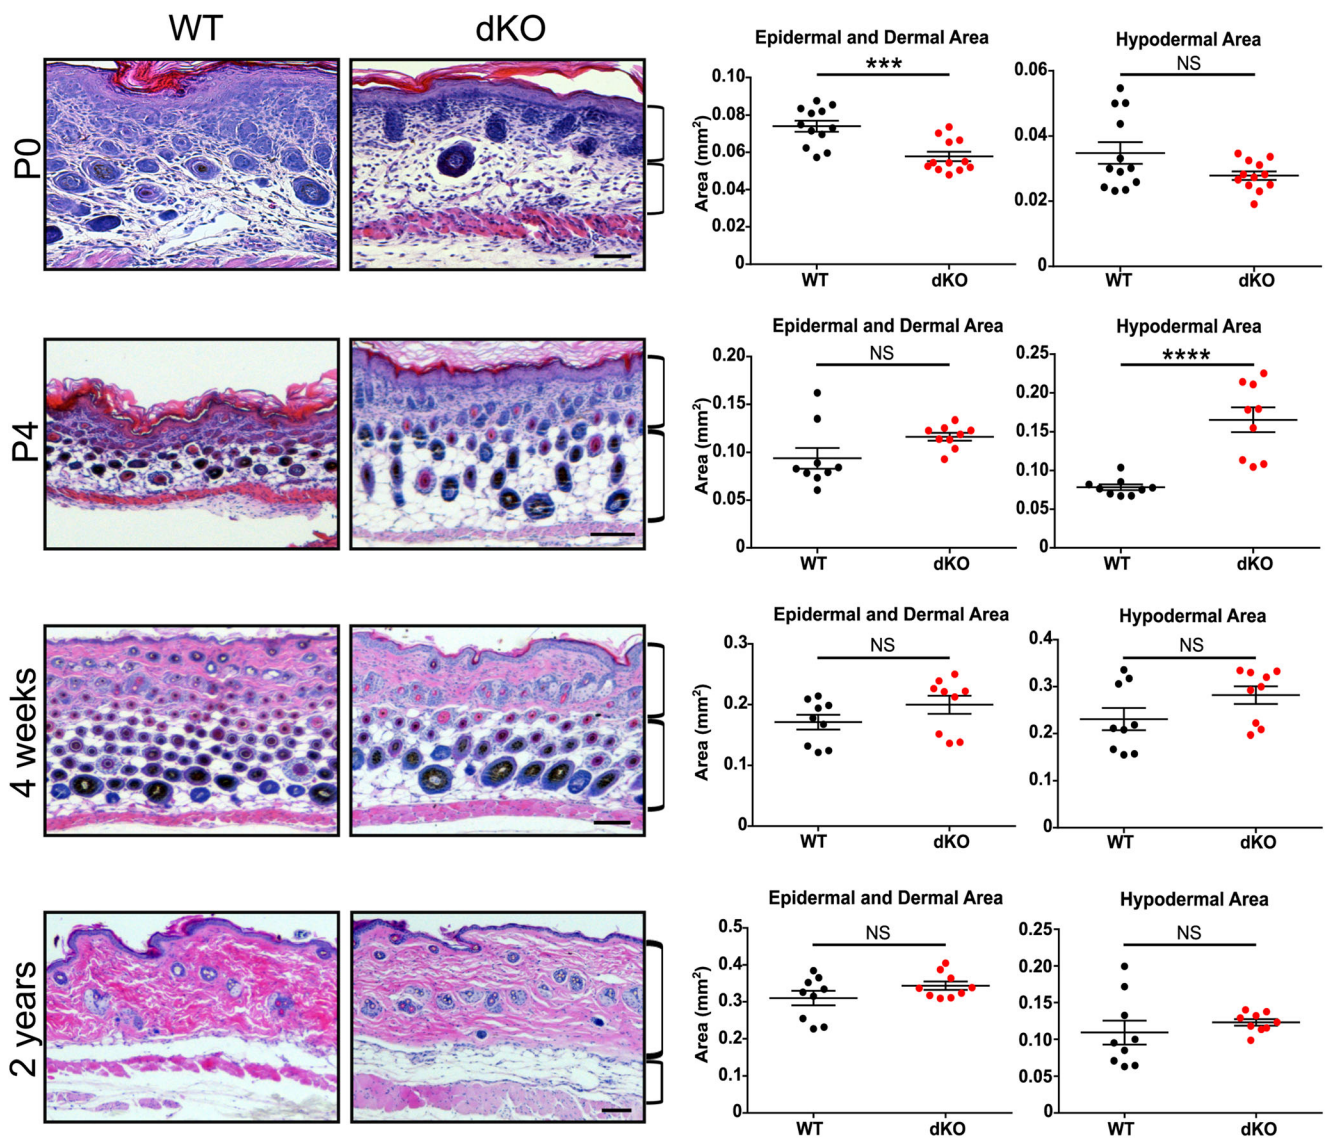 WT dKO
P0
Epidermal and Dermal Area
***
Area (mm²)
0.10
0.08
0.06
0.04
0.02
0
WT dKO
Hypodermal Area
NS
0.06
0.04
0.02
0
WT dKO
P4
Epidermal and Dermal Area
NS
Area (mm²)
0.20
0.15
0.10
0.05
0
WT dKO
Hypodermal Area
****
0.25
0.20
0.15
0.10
0.05
0
WT dKO
4 weeks
Epidermal and Dermal Area
NS
Area (mm²)
0.3
0.2
0.1
0
WT dKO
Hypodermal Area
NS
0.4
0.3
0.2
0.1
0
WT dKO
2 years
Epidermal and Dermal Area
NS
Area (mm²)
0.5
0.4
0.3
0.2
0.1
0
WT dKO
Hypodermal Area
NS
0.25
0.20
0.15
0.10
0.05
0
WT dKO